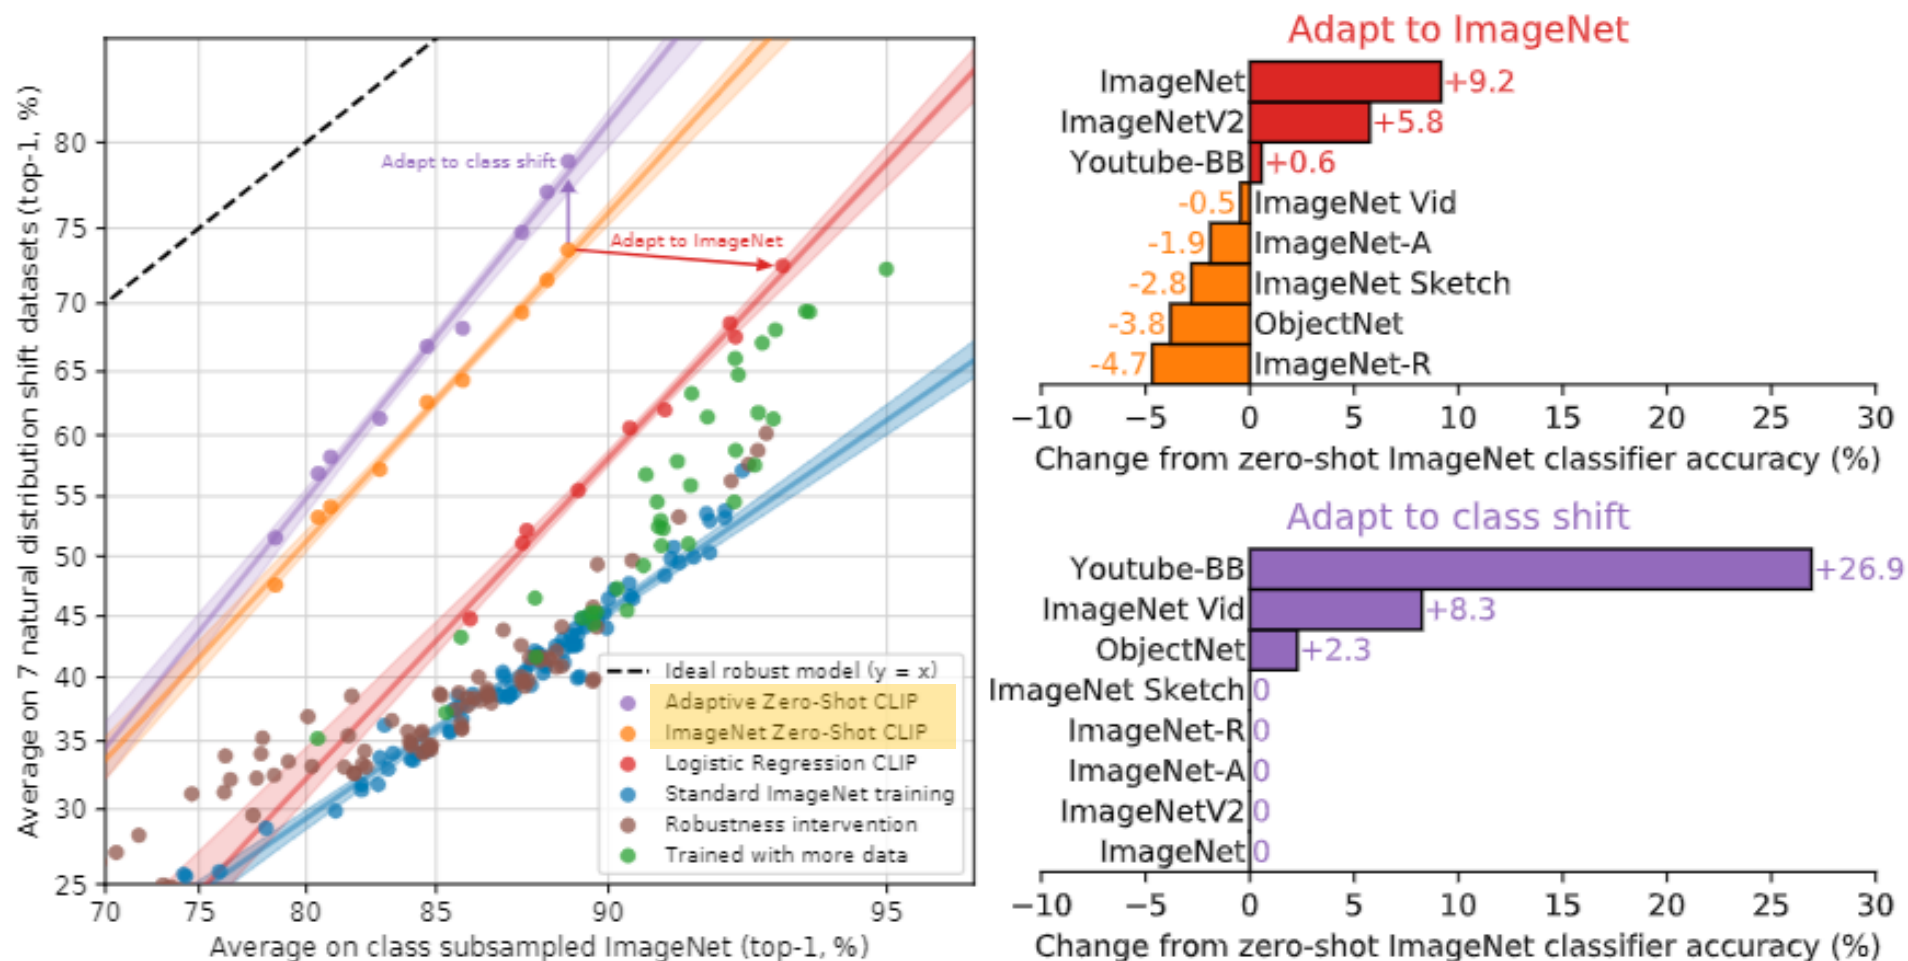 Average on 7 natural distribution shift datasets (top-1, %)
80
75
70
65
60
55
50
45
40
35
30
25
Adapt to class shift
Adapt to ImageNet
Ideal robust model (y = x)
Adaptive Zero-Shot CLIP
ImageNet Zero-Shot CLIP
Logistic Regression CLIP
Standard ImageNet training
Robustness intervention
Trained with more data
70 75 80 85 90 95
Average on class subsampled ImageNet (top-1, %)
Adapt to ImageNet
ImageNet +9.2
ImageNetV2 +5.8
Youtube-BB +0.6
-0.5 ImageNet Vid
-1.9 ImageNet-A
-2.8 ImageNet Sketch
-3.8 ObjectNet
-4.7 ImageNet-R
−10 −5 0 5 10 15 20 25 30
Change from zero-shot ImageNet classifier accuracy (%)
Adapt to class shift
Youtube-BB +26.9
ImageNet Vid +8.3
ObjectNet +2.3
ImageNet Sketch 0
ImageNet-R 0
ImageNet-A 0
ImageNetV2 0
ImageNet 0
−10 −5 0 5 10 15 20 25 30
Change from zero-shot ImageNet classifier accuracy (%)